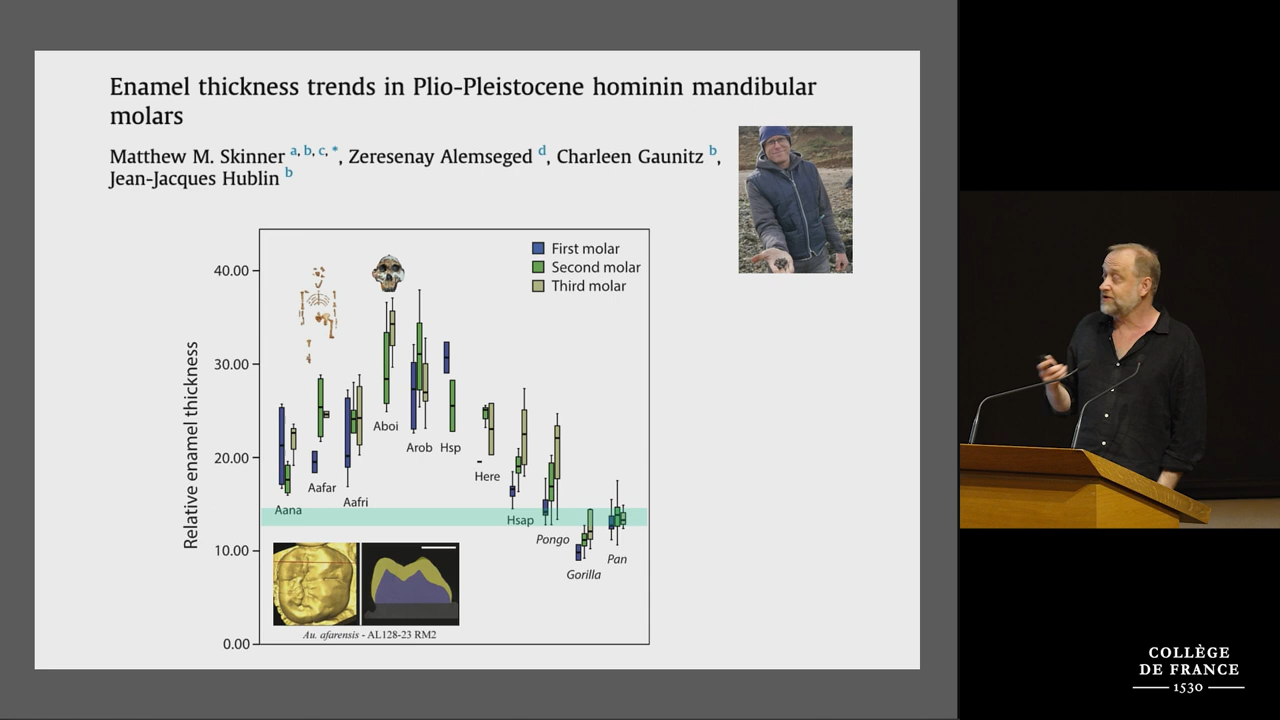 Enamel thickness trends in Plio-Pleistocene hominin mandibular
molars
Matthew M. Skinner a, b, c, *, Zeresenay Alemseged d, Charleen Gaunitz b,
Jean-Jacques Hublin b
First molar
Second molar
Third molar
40.00
30.00
20.00
10.00
0.00
Relative enamel thickness
Aana
Aafar
Aafri
Aboi
Arob
Hsp
Here
Hsap
Pongo
Gorilla
Pan
Au. afarensis - AL128-23 RM2
COLLÈGE
DE FRANCE
1530